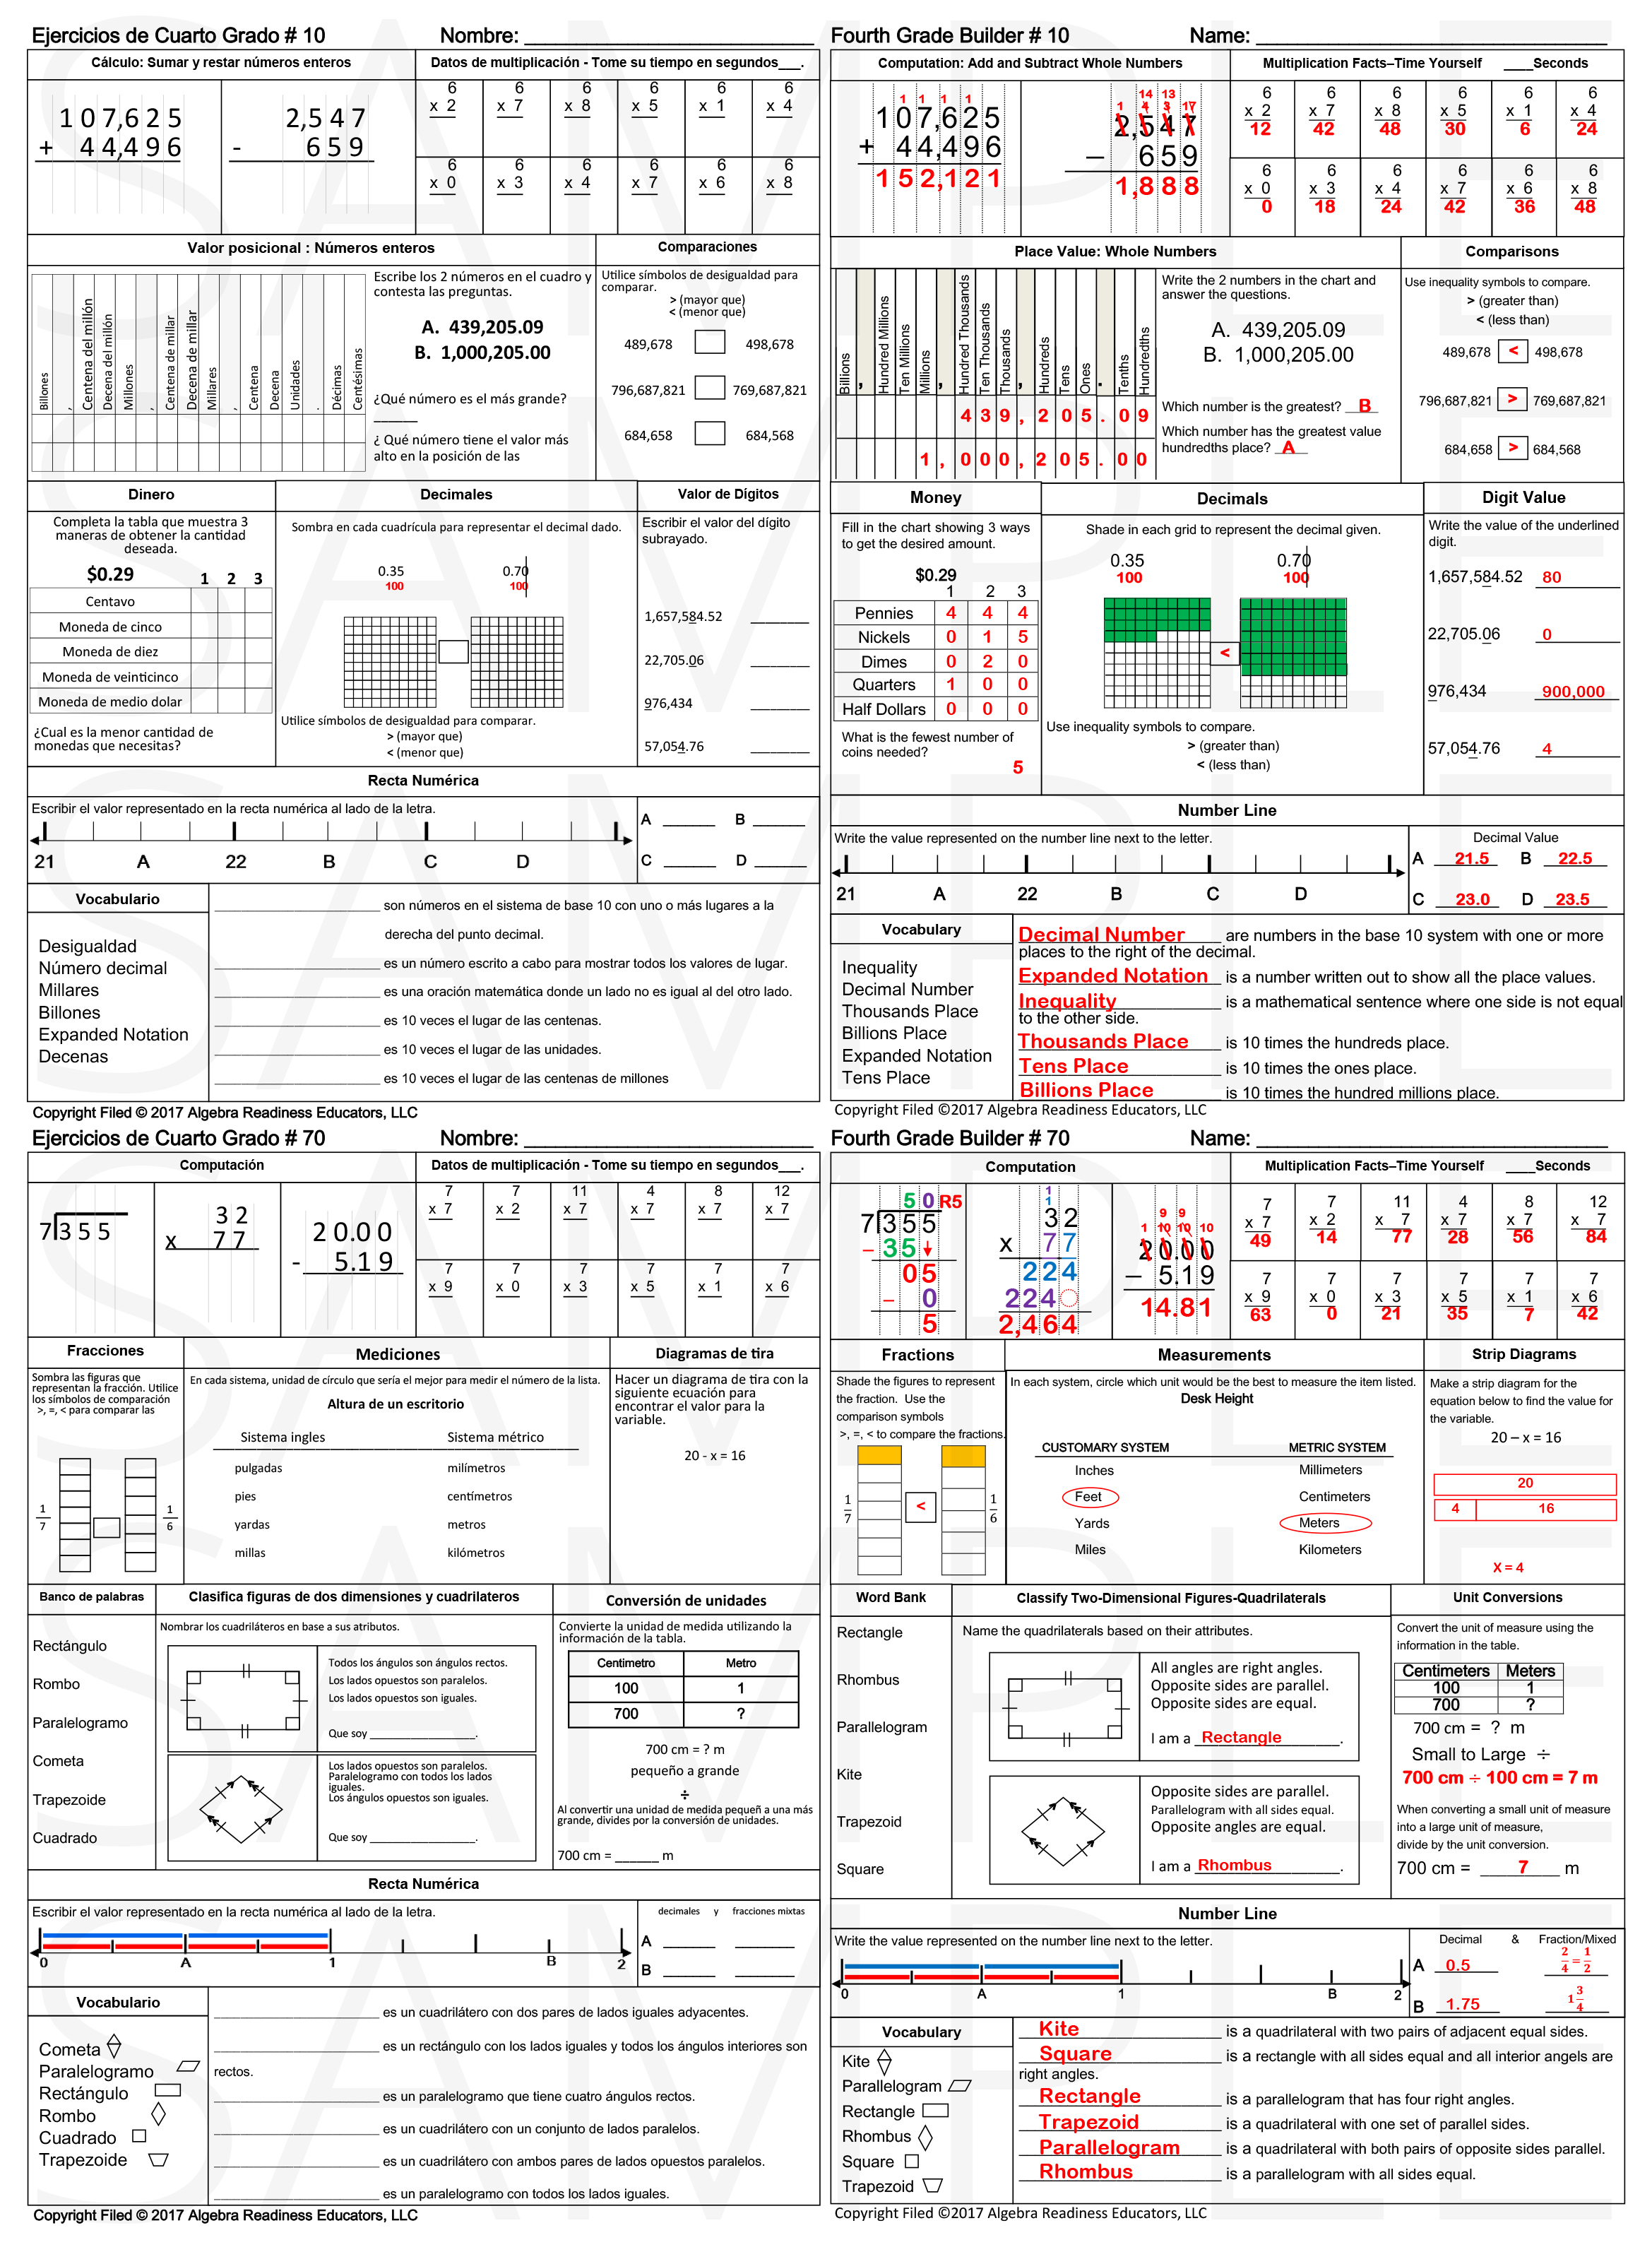 Ejercicios de Cuarto Grado # 10 Nombre: ____________________
Cálculo: Sumar y restar números enteros
107,625
+ 44,496
2,547
- 659
Datos de multiplicación - Tome su tiempo en segundos___.
6 6 6 6 6 6
x 2 x 7 x 8 x 5 x 1 x 4
6 6 6 6 6 6
x 0 x 3 x 4 x 7 x 6 x 8
Valor posicional : Números enteros
Billones
,
Centena del millón
Decena del millón
Millones
,
Centena de millar
Decena de millar
Millares
,
Centena
Decena
Unidades
.
Décimas
Centésimas
Escribe los 2 números en el cuadro y
contesta las preguntas.
A. 439,205.09
B. 1,000,205.00
¿Qué número es el más grande?
______
¿ Qué número tiene el valor más
alto en la posición de las
Comparaciones
Utilice símbolos de desigualdad para
comparar.
> (mayor que)
< (menor que)
489,678 498,678
796,687,821 769,687,821
684,658 684,568
Dinero
Completa la tabla que muestra 3
maneras de obtener la cantidad
deseada.
$0.29 1 2 3
Centavo
Moneda de cinco
Moneda de diez
Moneda de veinticinco
Moneda de medio dolar
¿Cual es la menor cantidad de
monedas que necesitas?
Decimales
Sombra en cada cuadrícula para representar el decimal dado.
0.35 0.70
100 100
Utilice símbolos de desigualdad para comparar.
> (mayor que)
< (menor que)
Valor de Dígitos
Escribir el valor del dígito
subrayado.
1,657,584.52 ________
22,705.06 ________
976,434 ________
57,054.76 ________
Recta Numérica
Escribir el valor representado en la recta numérica al lado de la letra.
21 A 22 B C D
A ______ B ______
C ______ D ______
Vocabulario
Desigualdad
Número decimal
Millares
Billones
Expanded Notation
Decenas
____________________ son números en el sistema de base 10 con uno o más lugares a la
derecha del punto decimal.
____________________ es un número escrito a cabo para mostrar todos los valores de lugar.
____________________ es una oración matemática donde un lado no es igual al del otro lado.
____________________ es 10 veces el lugar de las centenas.
____________________ es 10 veces el lugar de las unidades.
____________________ es 10 veces el lugar de las centenas de millones
Copyright Filed © 2017 Algebra Readiness Educators, LLC
Fourth Grade Builder # 10 Name: ____________________
Computation: Add and Subtract Whole Numbers
1 1 1 1
107,625
+ 44,496
152,121
14 13
1 4 3 17
2,547
– 659
1,888
Multiplication Facts–Time Yourself ____Seconds
6 6 6 6 6 6
x 2 x 7 x 8 x 5 x 1 x 4
12 42 48 30 6 24
6 6 6 6 6 6
x 0 x 3 x 4 x 7 x 6 x 8
0 18 24 42 36 48
Place Value: Whole Numbers
Billions
,
Hundred Millions
Ten Millions
Millions
,
Hundred Thousands
Ten Thousands
Thousands
,
Hundreds
Tens
Ones
.
Tenths
Hundredths
439,205.09
1,000,205.00
Write the 2 numbers in the chart and
answer the questions.
A. 439,205.09
B. 1,000,205.00
Which number is the greatest? B
Which number has the greatest value
hundredths place? A
Comparisons
Use inequality symbols to compare.
> (greater than)
< (less than)
489,678 < 498,678
796,687,821 > 769,687,821
684,658 > 684,568
Money
Fill in the chart showing 3 ways
to get the desired amount.
$0.29
1 2 3
Pennies 4 4 4
Nickels 0 1 5
Dimes 0 2 0
Quarters 1 0 0
Half Dollars 0 0 0
What is the fewest number of
coins needed?
5
Decimals
Shade in each grid to represent the decimal given.
0.35 0.70
100 100
<
Use inequality symbols to compare.
> (greater than)
< (less than)
Digit Value
Write the value of the underlined
digit.
1,657,584.52 80
22,705.06 0
976,434 900,000
57,054.76 4
Number Line
Write the value represented on the number line next to the letter.
21 A 22 B C D
Decimal Value
A 21.5 B 22.5
C 23.0 D 23.5
Vocabulary
Inequality
Decimal Number
Thousands Place
Billions Place
Expanded Notation
Tens Place
Decimal Number are numbers in the base 10 system with one or more
places to the right of the decimal.
Expanded Notation is a number written out to show all the place values.
Inequality is a mathematical sentence where one side is not equal
to the other side.
Thousands Place is 10 times the hundreds place.
Tens Place is 10 times the ones place.
Billions Place is 10 times the hundred millions place.
Copyright Filed ©2017 Algebra Readiness Educators, LLC
Ejercicios de Cuarto Grado # 70 Nombre: ____________________
Computación
7 355
32
x 77
20.00
- 5.19
Datos de multiplicación - Tome su tiempo en segundos___.
7 7 11 4 8 12
x 7 x 2 x 7 x 7 x 7 x 7
7 7 7 7 7 7
x 9 x 0 x 3 x 5 x 1 x 6
Fracciones
Sombra las figuras que
representan la fracción. Utilice
los símbolos de comparación
>, =, < para comparar las
1/7 1/6
Mediciones
En cada sistema, unidad de círculo que sería el mejor para medir el número de la lista.
Altura de un escritorio
Sistema ingles Sistema métrico
pulgadas milímetros
pies centímetros
yardas metros
millas kilómetros
Diagramas de tira
Hacer un diagrama de tira con la
siguiente ecuación para
encontrar el valor para la
variable.
20 - x = 16
Banco de palabras
Rectángulo
Rombo
Paralelogramo
Cometa
Trapezoide
Cuadrado
Clasifica figuras de dos dimensiones y cuadrilateros
Nombrar los cuadriláteros en base a sus atributos.
Todos los ángulos son ángulos rectos.
Los lados opuestos son paralelos.
Los lados opuestos son iguales.
Que soy ____________________.
Los lados opuestos son paralelos.
Paralelogramo con todos los lados
iguales.
Los ángulos opuestos son iguales.
Que soy ____________________.
Conversión de unidades
Convierte la unidad de medida utilizando la
información de la tabla.
Centimetro Metro
100 1
700 ?
700 cm = ? m
pequeño a grande
÷
Al convertir una unidad de medida pequeñ a una más
grande, divides por la conversión de unidades.
700 cm = ______ m
Recta Numérica
Escribir el valor representado en la recta numérica al lado de la letra.
0 A 1 B 2
decimales y fracciones mixtas
A ______ ______
B ______ ______
Vocabulario
Cometa
Paralelogramo
Rectángulo
Rombo
Cuadrado
Trapezoide
____________________ es un cuadrilátero con dos pares de lados iguales adyacentes.
____________________ es un rectángulo con los lados iguales y todos los ángulos interiores son
rectos.
____________________ es un paralelogramo que tiene cuatro ángulos rectos.
____________________ es un cuadrilátero con un conjunto de lados paralelos.
____________________ es un cuadrilátero con ambos pares de lados opuestos paralelos.
____________________ es un paralelogramo con todos los lados iguales.
Copyright Filed © 2017 Algebra Readiness Educators, LLC
Fourth Grade Builder # 70 Name: ____________________
Computation
50 R5
7 355
– 35
05
– 0
5
1
1
32
x 77
224
224
2,464
9 9
1 10 10 10
20.00
– 5.19
14.81
Multiplication Facts–Time Yourself ____Seconds
7 7 11 4 8 12
x 7 x 2 x 7 x 7 x 7 x 7
49 14 77 28 56 84
7 7 7 7 7 7
x 9 x 0 x 3 x 5 x 1 x 6
63 0 21 35 7 42
Fractions
Shade the figures to represent
the fraction. Use the
comparison symbols
>, =, < to compare the fractions.
1/7 < 1/6
Measurements
In each system, circle which unit would be the best to measure the item listed.
Desk Height
CUSTOMARY SYSTEM METRIC SYSTEM
Inches Millimeters
Feet Centimeters
Yards Meters
Miles Kilometers
Strip Diagrams
Make a strip diagram for the
equation below to find the value for
the variable.
20 – x = 16
20
4 16
X = 4
Word Bank
Rectangle
Rhombus
Parallelogram
Kite
Trapezoid
Square
Classify Two-Dimensional Figures-Quadrilaterals
Name the quadrilaterals based on their attributes.
All angles are right angles.
Opposite sides are parallel.
Opposite sides are equal.
I am a Rectangle.
Opposite sides are parallel.
Parallelogram with all sides equal.
Opposite angles are equal.
I am a Rhombus.
Unit Conversions
Convert the unit of measure using the
information in the table.
Centimeters Meters
100 1
700 ?
700 cm = ? m
Small to Large ÷
700 cm ÷ 100 cm = 7 m
When converting a small unit of measure
into a large unit of measure,
divide by the unit conversion.
700 cm = 7 m
Number Line
Write the value represented on the number line next to the letter.
0 A 1 B 2
Decimal & Fraction/Mixed
A 0.5 2/4 = 1/2
B 1.75 1 3/4
Vocabulary
Kite
Parallelogram
Rectangle
Rhombus
Square
Trapezoid
Kite is a quadrilateral with two pairs of adjacent equal sides.
Square is a rectangle with all sides equal and all interior angels are
right angles.
Rectangle is a parallelogram that has four right angles.
Trapezoid is a quadrilateral with one set of parallel sides.
Parallelogram is a quadrilateral with both pairs of opposite sides parallel.
Rhombus is a parallelogram with all sides equal.
Copyright Filed ©2017 Algebra Readiness Educators, LLC
SAMPLE
SAMPLE